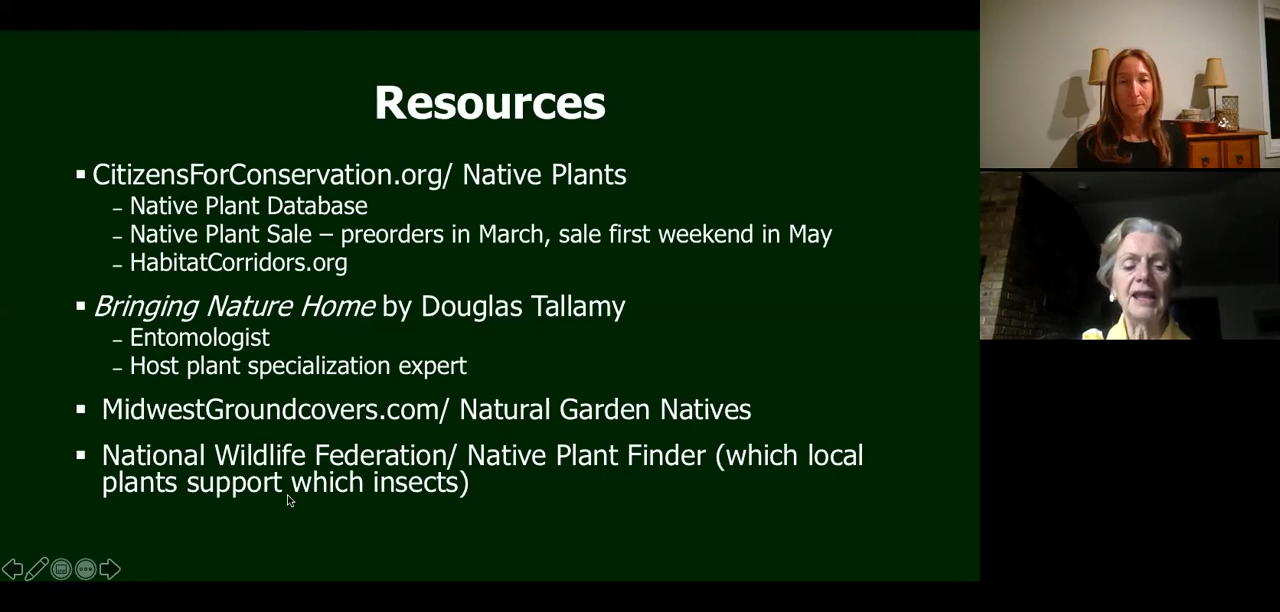 Resources
▪ CitizensForConservation.org/ Native Plants
– Native Plant Database
– Native Plant Sale – preorders in March, sale first weekend in May
– HabitatCorridors.org
▪ Bringing Nature Home by Douglas Tallamy
– Entomologist
– Host plant specialization expert
▪ MidwestGroundcovers.com/ Natural Garden Natives
▪ National Wildlife Federation/ Native Plant Finder (which local
plants support which insects)